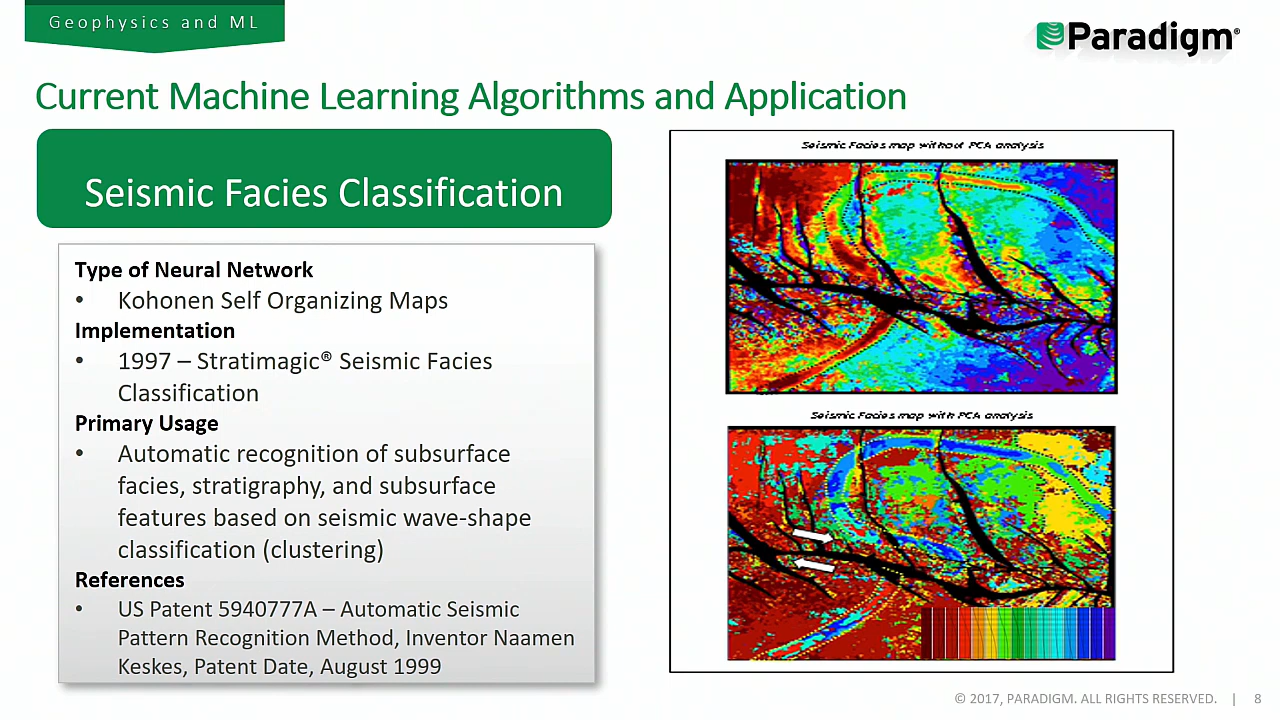 Geophysics and ML
Paradigm®
Current Machine Learning Algorithms and Application
Seismic Facies Classification
Type of Neural Network
• Kohonen Self Organizing Maps
Implementation
• 1997 – Stratimagic® Seismic Facies
Classification
Primary Usage
• Automatic recognition of subsurface
facies, stratigraphy, and subsurface
features based on seismic wave-shape
classification (clustering)
References
• US Patent 5940777A – Automatic Seismic
Pattern Recognition Method, Inventor Naamen
Keskes, Patent Date, August 1999
Seismic Facies map without PCA analysis
Seismic Facies map with PCA analysis
© 2017, PARADIGM. ALL RIGHTS RESERVED. | 8